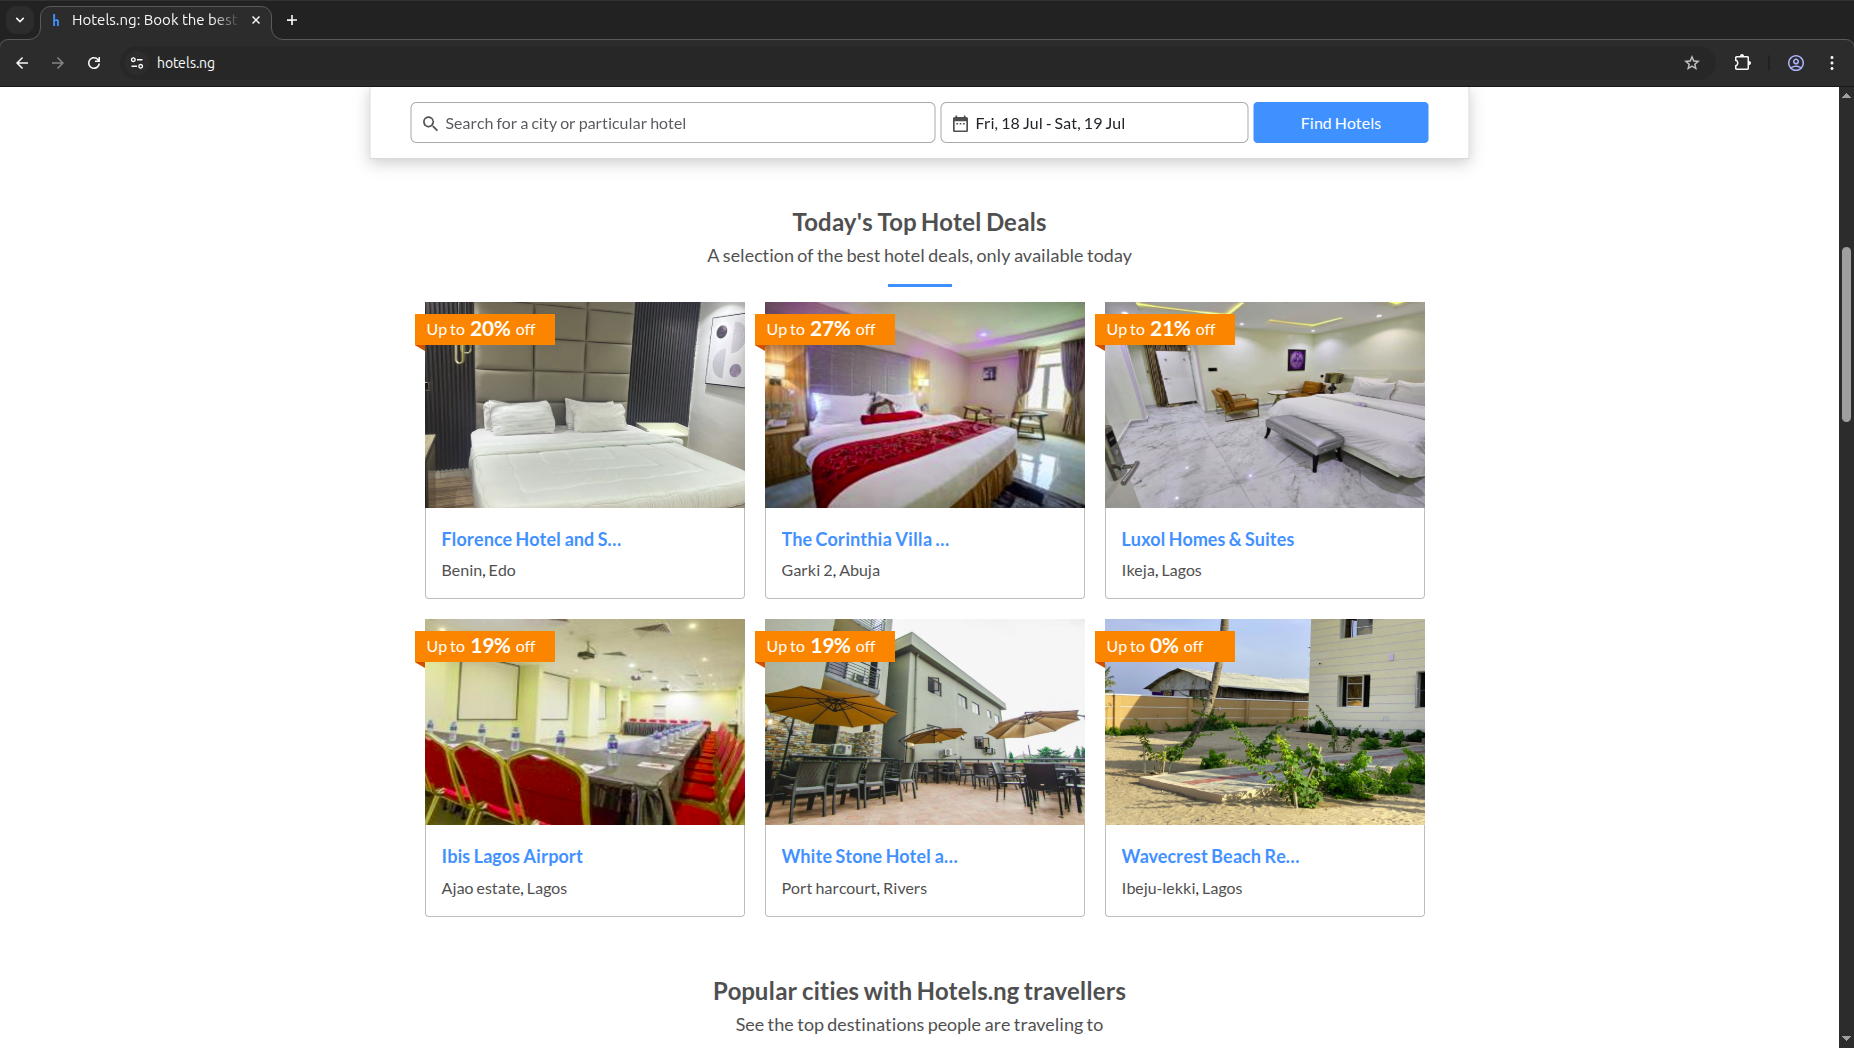 Hotels.ng: Book the best
hotels.ng
Search for a city or particular hotel
Fri, 18 Jul - Sat, 19 Jul
Find Hotels
Today's Top Hotel Deals
A selection of the best hotel deals, only available today
Up to 20% off
Up to 27% off
Up to 21% off
Florence Hotel and S...
The Corinthia Villa ...
Luxol Homes & Suites
Benin, Edo
Garki 2, Abuja
Ikeja, Lagos
Up to 19% off
Up to 19% off
Up to 0% off
Ibis Lagos Airport
White Stone Hotel a...
Wavecrest Beach Re...
Ajao estate, Lagos
Port harcourt, Rivers
Ibeju-lekki, Lagos
Popular cities with Hotels.ng travellers
See the top destinations people are traveling to